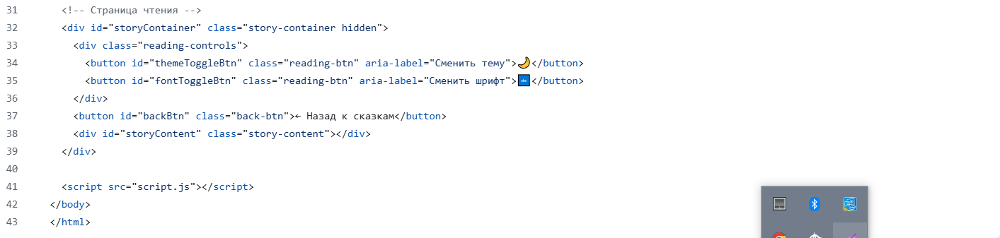 31 <!-- Страница чтения -->
32 <div id="storyContainer" class="story-container hidden">
33 <div class="reading-controls">
34 <button id="themeToggleBtn" class="reading-btn" aria-label="Сменить тему">🌙</button>
35 <button id="fontToggleBtn" class="reading-btn" aria-label="Сменить шрифт">🔤</button>
36 </div>
37 <button id="backBtn" class="back-btn">← Назад к сказкам</button>
38 <div id="storyContent" class="story-content"></div>
39 </div>
40
41 <script src="script.js"></script>
42 </body>
43 </html>